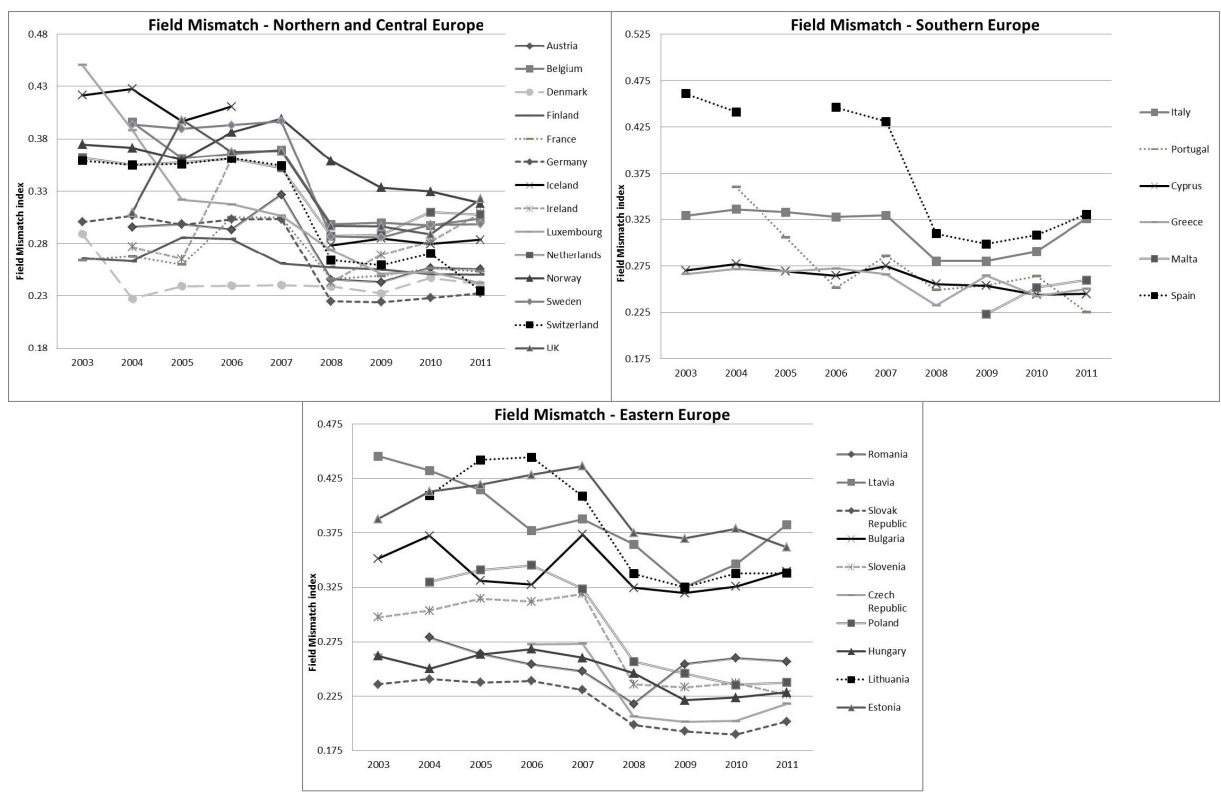 Field Mismatch - Northern and Central Europe
0.48
0.43
0.38
0.33
0.28
0.23
0.18
Field Mismatch index
2003 2004 2005 2006 2007 2008 2009 2010 2011
Austria
Belgium
Denmark
Finland
France
Germany
Iceland
Ireland
Luxembourg
Netherlands
Norway
Sweden
Switzerland
UK
Field Mismatch - Southern Europe
0.525
0.475
0.425
0.375
0.325
0.275
0.225
0.175
Field Mismatch index
2003 2004 2005 2006 2007 2008 2009 2010 2011
Italy
Portugal
Cyprus
Greece
Malta
Spain
Field Mismatch - Eastern Europe
0.475
0.425
0.375
0.325
0.275
0.225
0.175
Field Mismatch index
2003 2004 2005 2006 2007 2008 2009 2010 2011
Romania
Ltavia
Slovak
Republic
Bulgaria
Slovenia
Czech
Republic
Poland
Hungary
Lithuania
Estonia